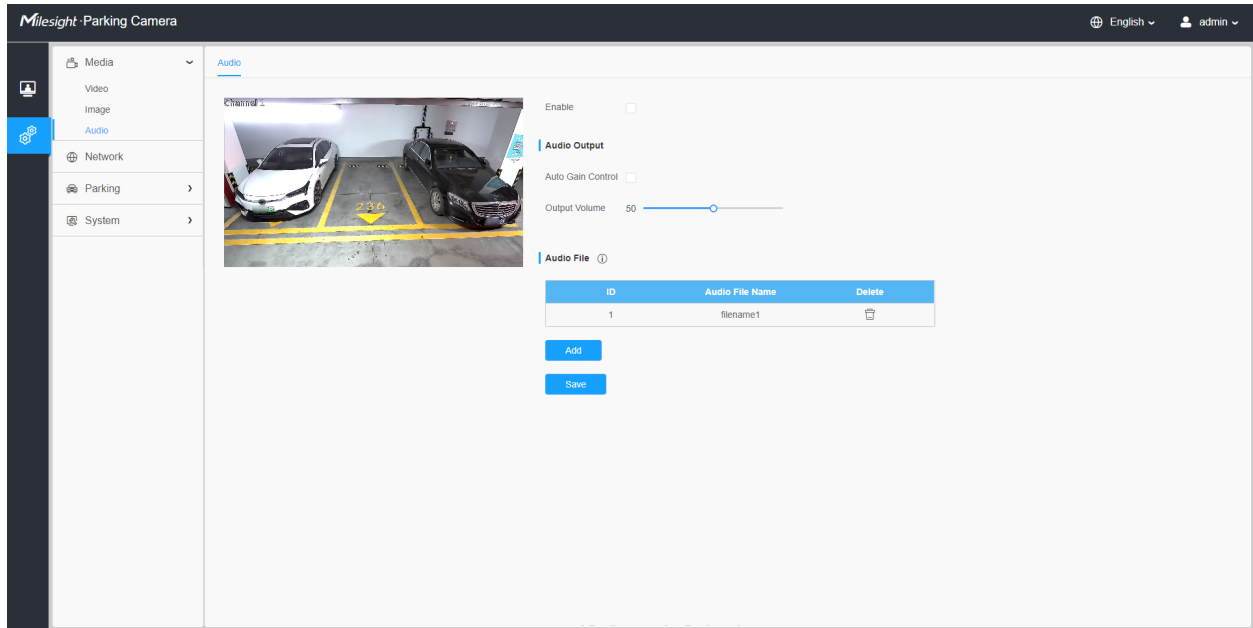 Milesight · Parking Camera
English
admin
Media
Video
Image
Audio
Network
Parking
System
Audio
Channel 1
236
Enable
Audio Output
Auto Gain Control
Output Volume 50
Audio File
ID Audio File Name Delete
1 filename1
Add
Save